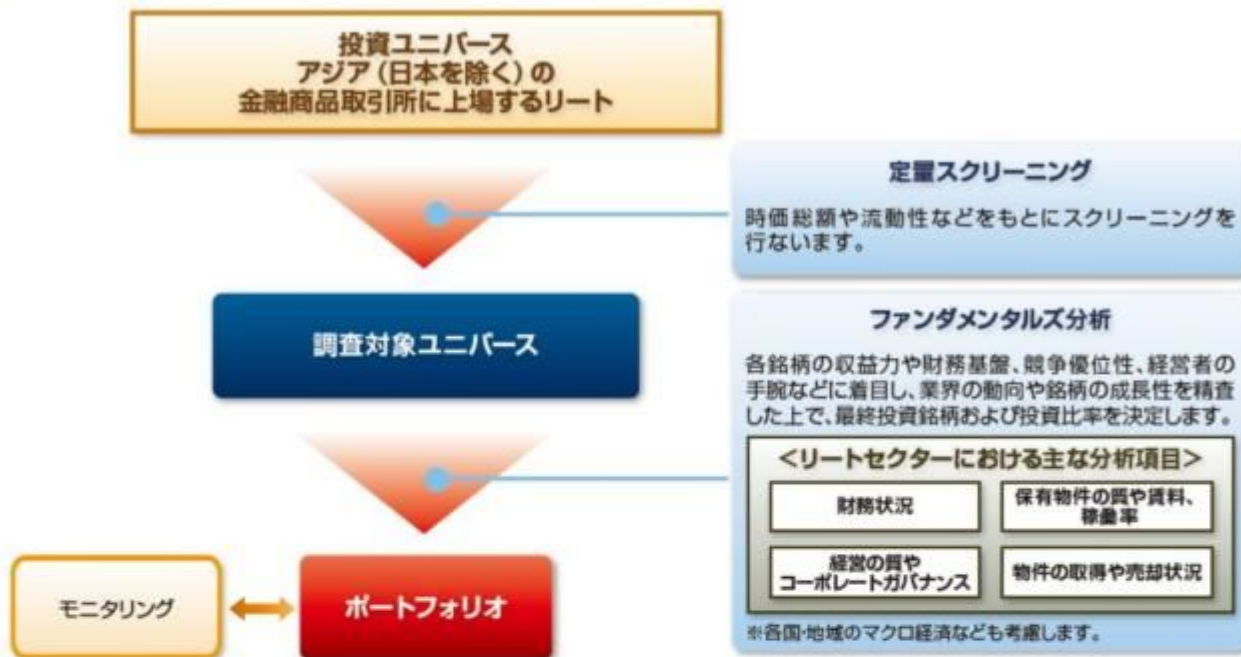 投資ユニバース
アジア（日本を除く）の
金融商品取引所に上場するリート
定量スクリーニング
時価総額や流動性などをもとにスクリーニングを
行ないます。
調査対象ユニバース
ファンダメンタルズ分析
各銘柄の収益力や財務基盤、競争優位性、経営者の
手腕などに着目し、業界の動向や銘柄の成長性を精査
した上で、最終投資銘柄および投資比率を決定します。
＜リートセクターにおける主な分析項目＞
財務状況
保有物件の質や賃料、
稼働率
経営の質や
コーポレートガバナンス
物件の取得や売却状況
※各国・地域のマクロ経済なども考慮します。
モニタリング
ポートフォリオ